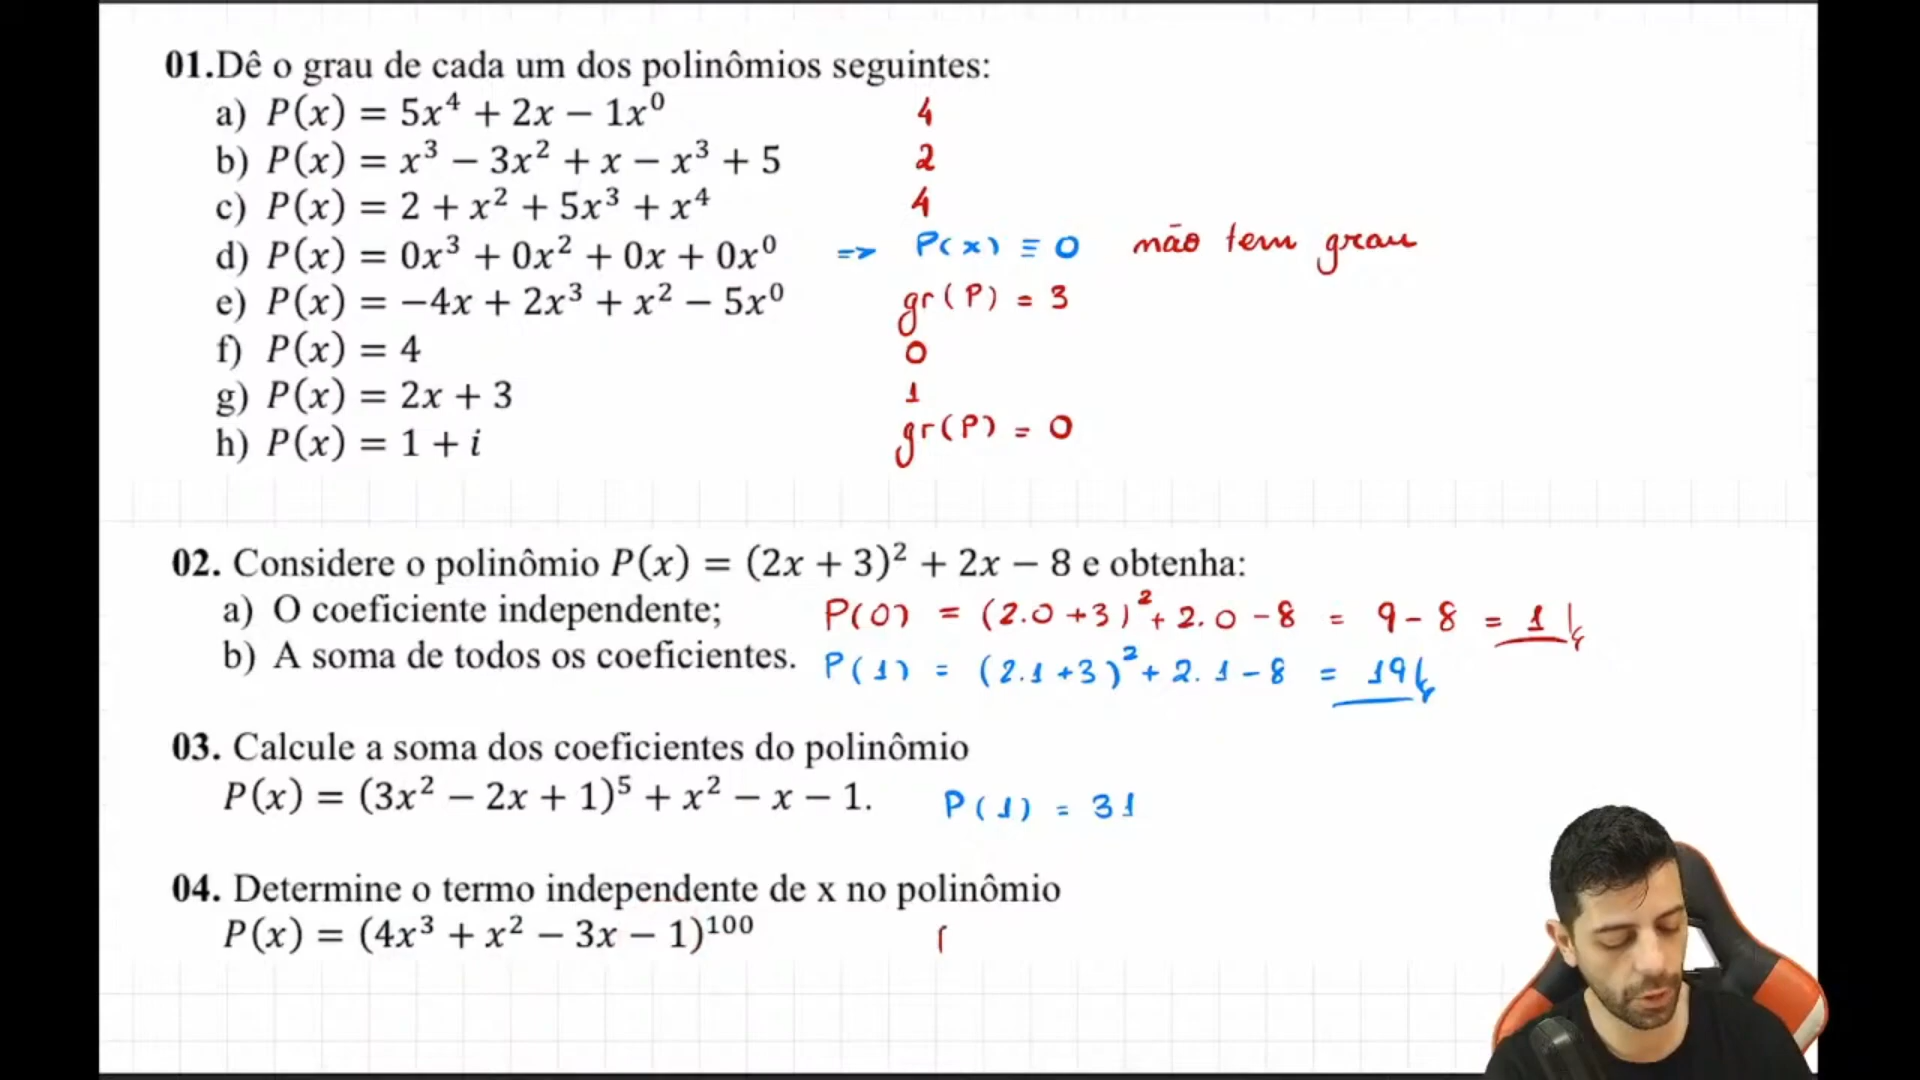 01.Dê o grau de cada um dos polinômios seguintes:
a) P(x) = 5x⁴ + 2x − 1x⁰ 4
b) P(x) = x³ − 3x² + x − x³ + 5 2
c) P(x) = 2 + x² + 5x³ + x⁴ 4
d) P(x) = 0x³ + 0x² + 0x + 0x⁰ => P(x) ≡ 0 não tem grau
e) P(x) = −4x + 2x³ + x² − 5x⁰ gr(P) = 3
f) P(x) = 4 0
g) P(x) = 2x + 3 1
h) P(x) = 1 + i gr(P) = 0
02. Considere o polinômio P(x) = (2x + 3)² + 2x − 8 e obtenha:
a) O coeficiente independente; P(0) = (2.0+3)² + 2.0 − 8 = 9 − 8 = 1
b) A soma de todos os coeficientes. P(1) = (2.1+3)² + 2.1 − 8 = 19
03. Calcule a soma dos coeficientes do polinômio
P(x) = (3x² − 2x + 1)⁵ + x² − x − 1. P(1) = 31
04. Determine o termo independente de x no polinômio
P(x) = (4x³ + x² − 3x − 1)¹⁰⁰